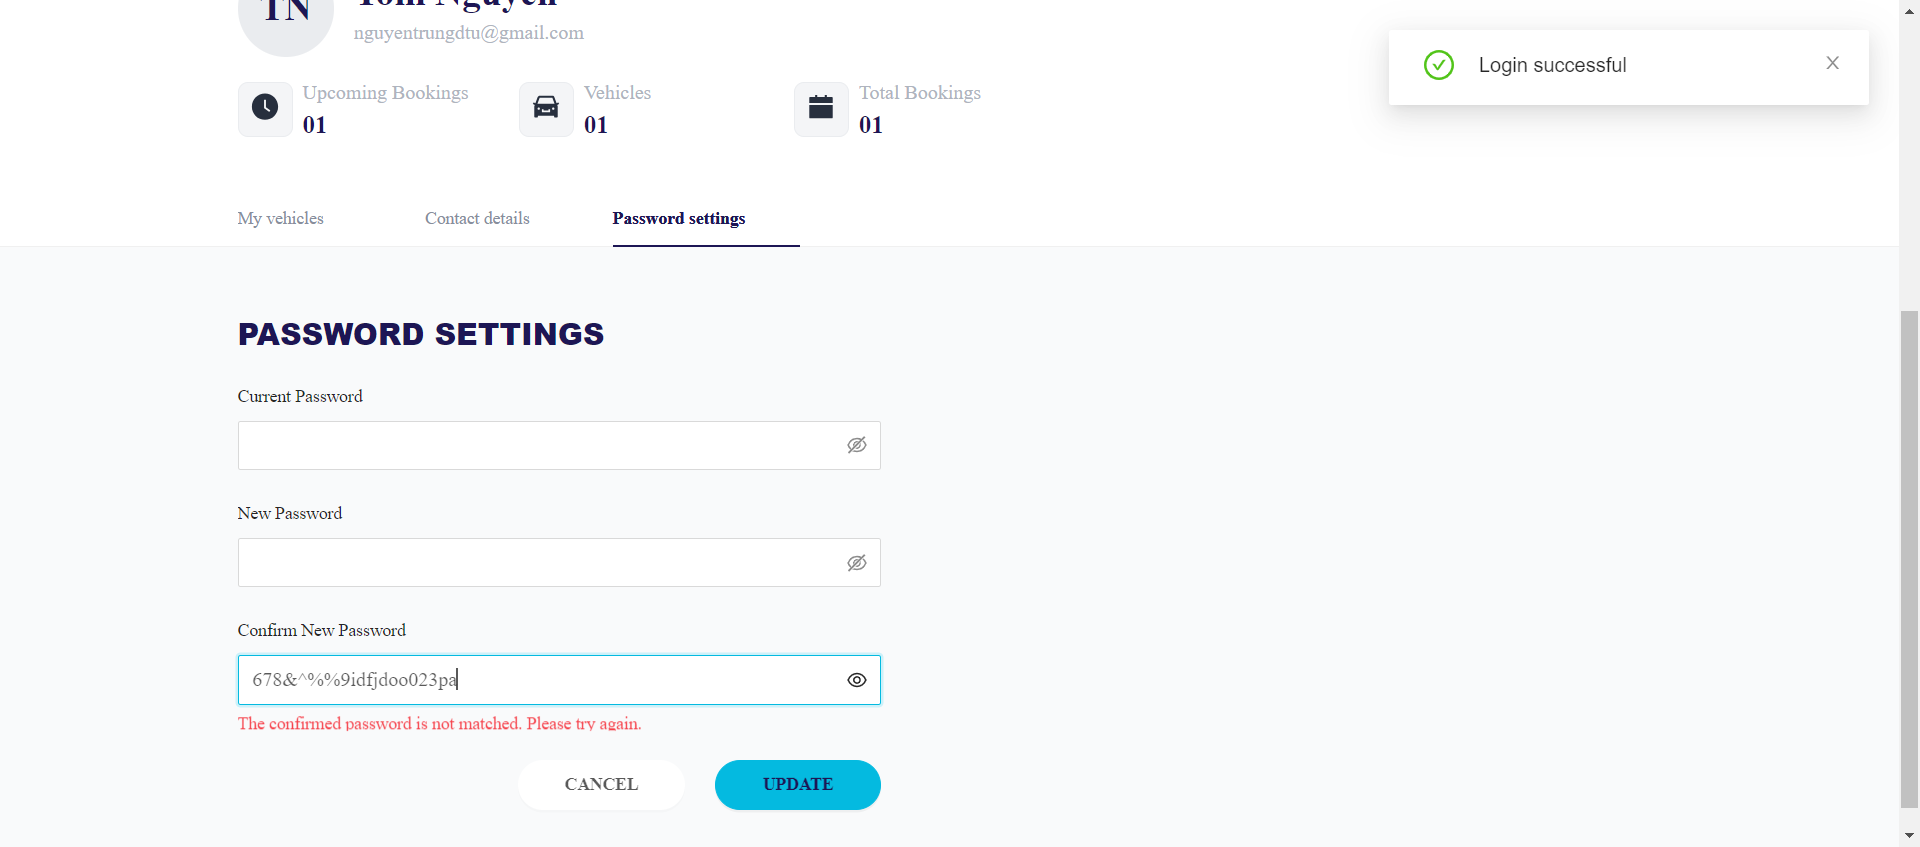 TN
Tom Nguyen
nguyentrungdtu@gmail.com
Login successful
Upcoming Bookings
01
Vehicles
01
Total Bookings
01
My vehicles
Contact details
Password settings
PASSWORD SETTINGS
Current Password
New Password
Confirm New Password
678&^%%9idfjdoo023pa
The confirmed password is not matched. Please try again.
CANCEL
UPDATE